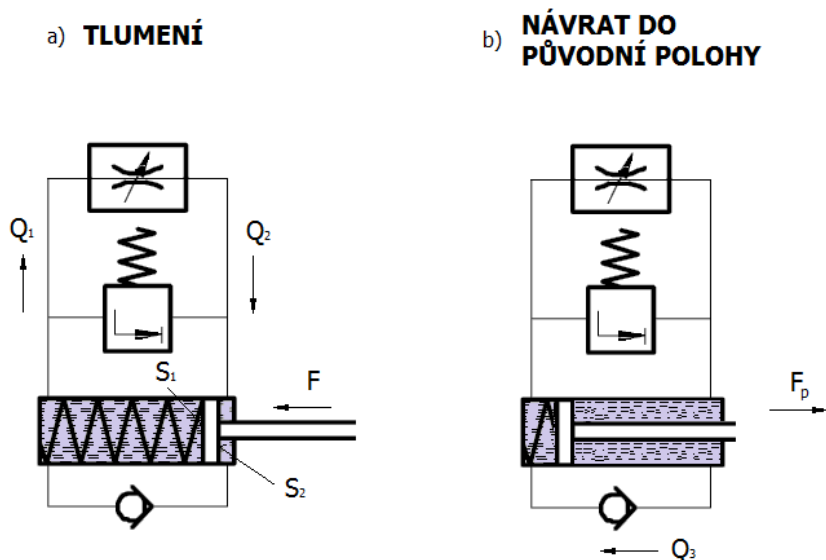 a) TLUMENÍ
b) NÁVRAT DO
PŮVODNÍ POLOHY
Q₁
Q₂
S₁
F
S₂
Fₚ
Q₃